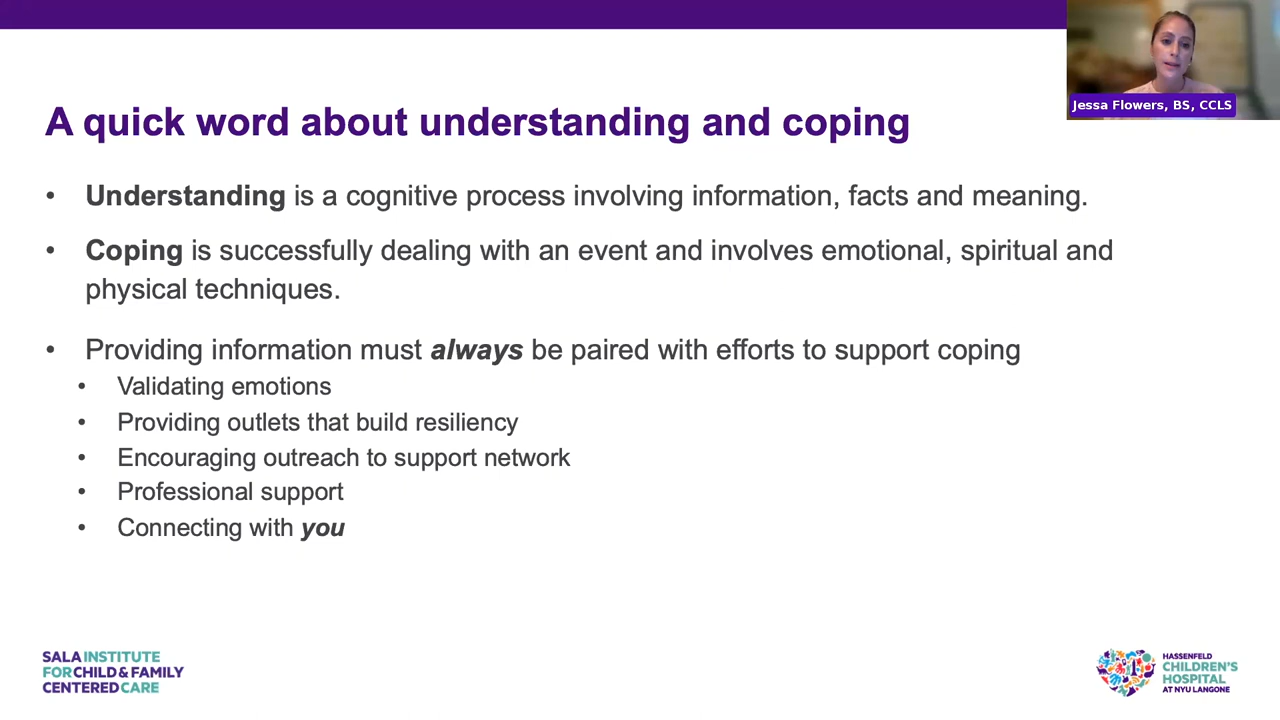 Jessa Flowers, BS, CCLS
A quick word about understanding and coping
• Understanding is a cognitive process involving information, facts and meaning.
• Coping is successfully dealing with an event and involves emotional, spiritual and
physical techniques.
• Providing information must always be paired with efforts to support coping
• Validating emotions
• Providing outlets that build resiliency
• Encouraging outreach to support network
• Professional support
• Connecting with you
SALA INSTITUTE
FOR CHILD & FAMILY
CENTERED CARE
HASSENFELD
CHILDREN'S
HOSPITAL
AT NYU LANGONE